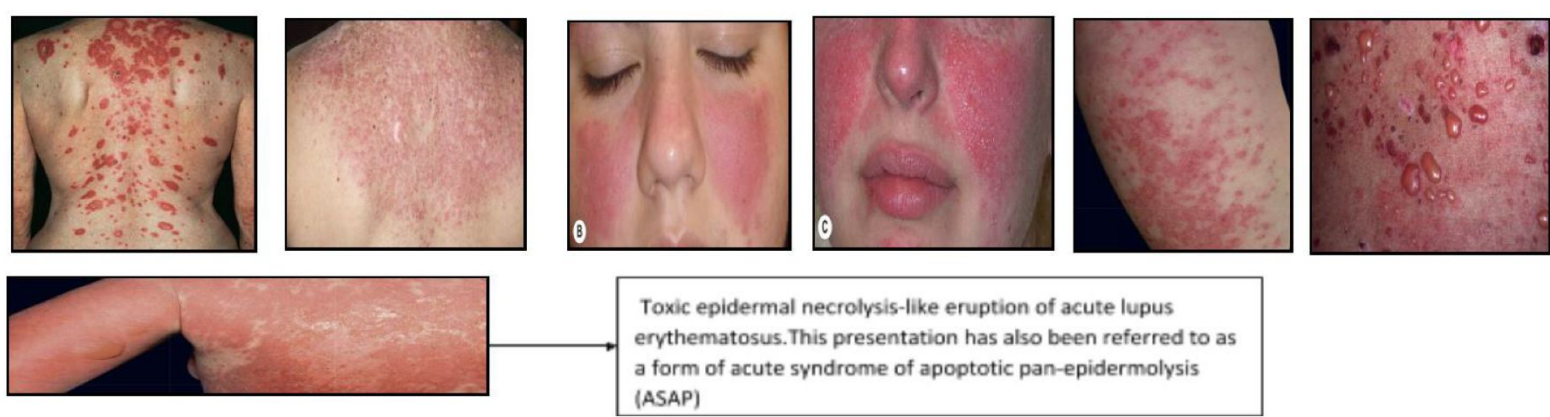 B
C
Toxic epidermal necrolysis-like eruption of acute lupus
erythematosus.This presentation has also been referred to as
a form of acute syndrome of apoptotic pan-epidermolysis
(ASAP)